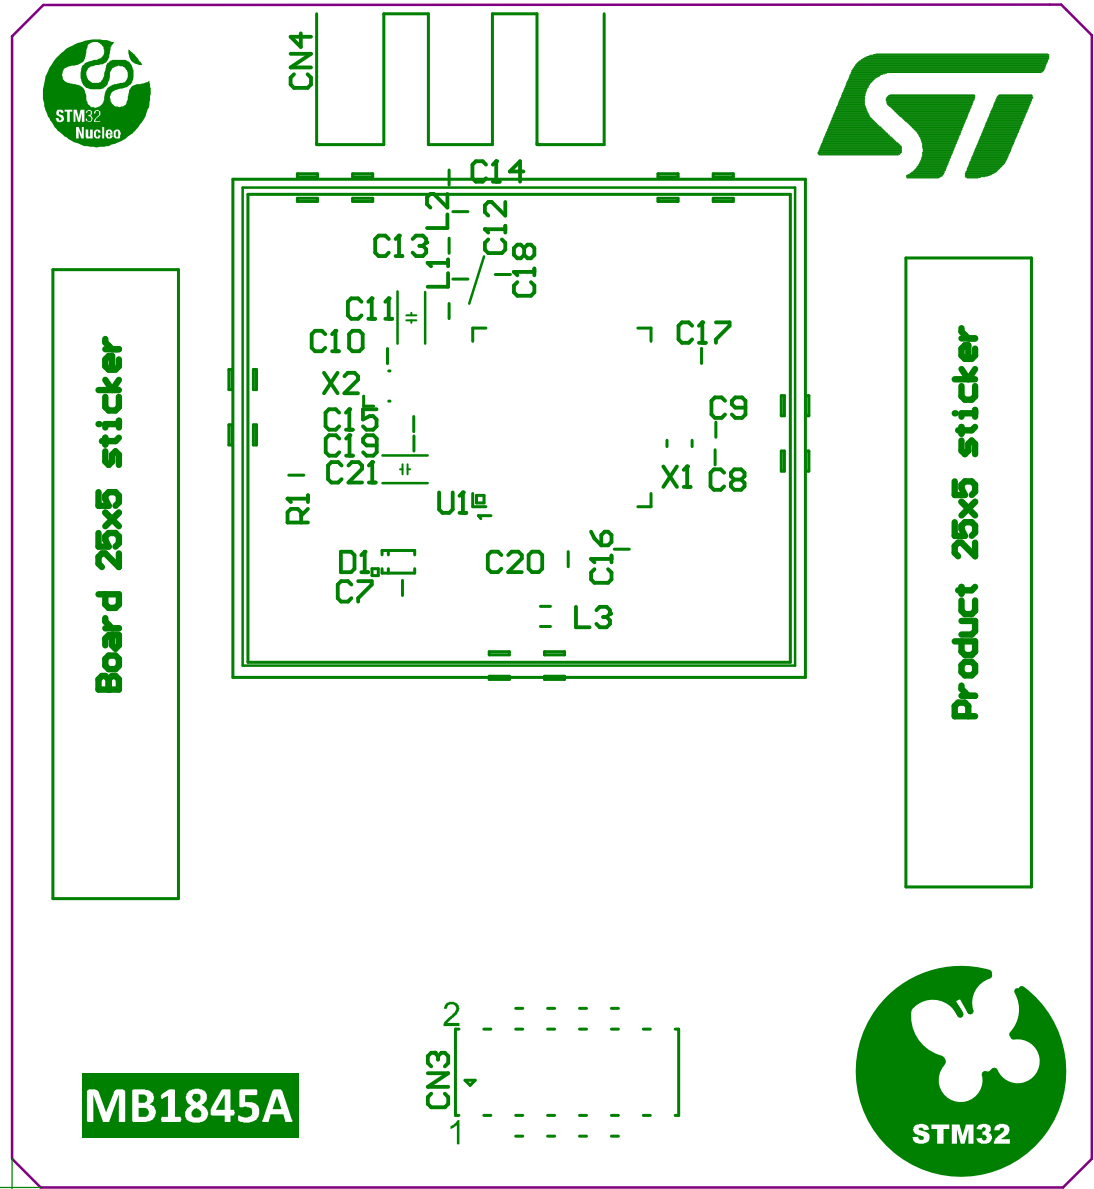 CN4
STM32
Nucleo
ST
C14
L2
C12
C13
L1
C18
C11
C10
C17
X2
C9
C15
C19
C21
X1
C8
U1
1
R1
D1
C7
C20
C16
L3
Board 25x5 sticker
Product 25x5 sticker
2
CN3
1
MB1845A
STM32